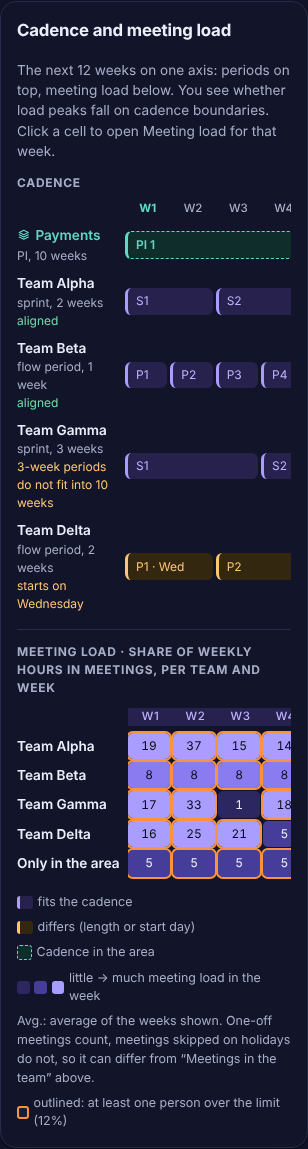 Cadence and meeting load
The next 12 weeks on one axis: periods on
top, meeting load below. You see whether
load peaks fall on cadence boundaries.
Click a cell to open Meeting load for that
week.
CADENCE
W1 W2 W3 W4
Payments
PI, 10 weeks
PI 1
Team Alpha
sprint, 2 weeks
aligned
S1 S2
Team Beta
flow period, 1
week
aligned
P1 P2 P3 P4
Team Gamma
sprint, 3 weeks
3-week periods
do not fit into 10
weeks
S1 S2
Team Delta
flow period, 2
weeks
starts on
Wednesday
P1 · Wed P2
MEETING LOAD · SHARE OF WEEKLY
HOURS IN MEETINGS, PER TEAM AND
WEEK
W1 W2 W3 W4
Team Alpha 19 37 15 14
Team Beta 8 8 8 8
Team Gamma 17 33 1 18
Team Delta 16 25 21 5
Only in the area 5 5 5 5
fits the cadence
differs (length or start day)
Cadence in the area
little → much meeting load in the
week
Avg.: average of the weeks shown. One-off
meetings count, meetings skipped on holidays
do not, so it can differ from “Meetings in the
team” above.
outlined: at least one person over the limit
(12%)